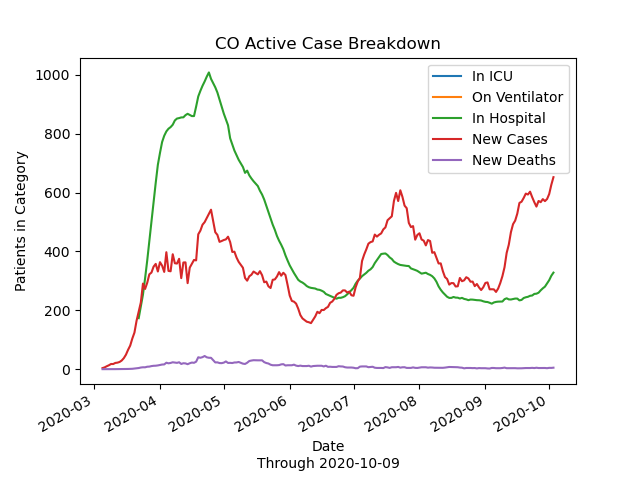 CO Active Case Breakdown
In ICU
On Ventilator
In Hospital
New Cases
New Deaths
Patients in Category
1000
800
600
400
200
0
2020-03
2020-04
2020-05
2020-06
2020-07
2020-08
2020-09
2020-10
Date
Through 2020-10-09